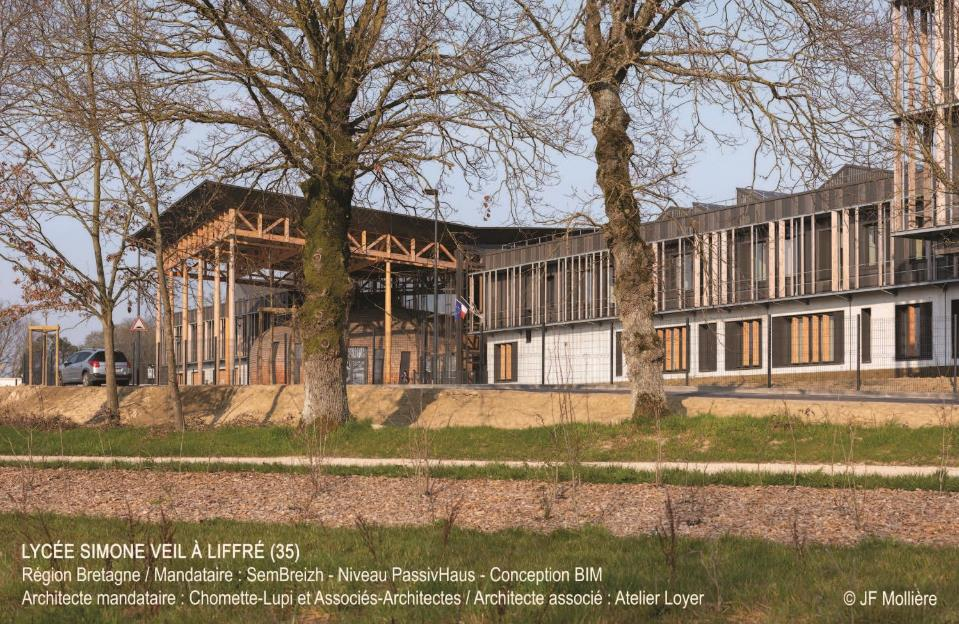 LYCÉE SIMONE VEIL À LIFFRÉ (35)
Région Bretagne / Mandataire : SemBreizh - Niveau PassivHaus - Conception BIM
Architecte mandataire : Chomette-Lupi et Associés-Architectes / Architecte associé : Atelier Loyer
© JF Mollière